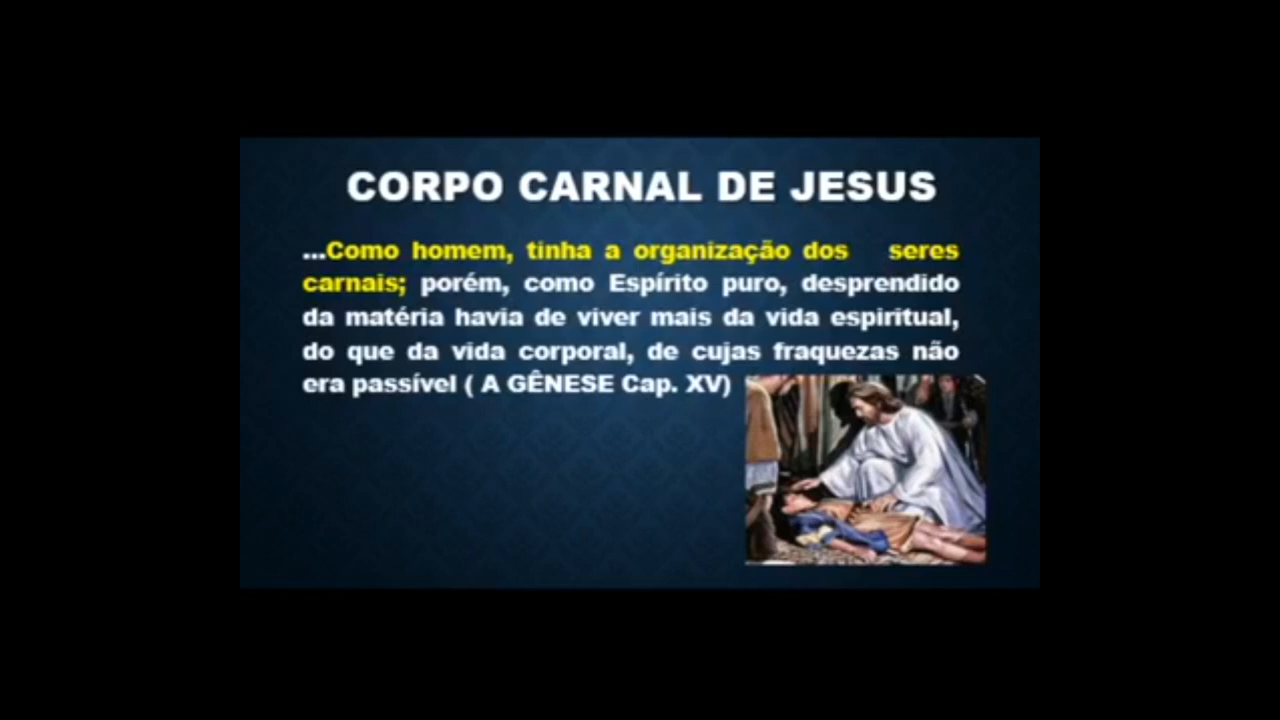 CORPO CARNAL DE JESUS
...Como homem, tinha a organização dos seres
carnais; porém, como Espírito puro, desprendido
da matéria havia de viver mais da vida espiritual,
do que da vida corporal, de cujas fraquezas não
era passível ( A GÊNESE Cap. XV)